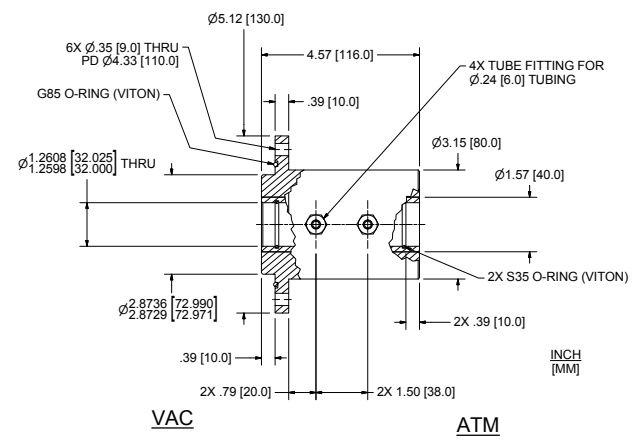 Ø5.12 [130.0]
6X Ø.35 [9.0] THRU
PD Ø4.33 [110.0]
4.57 [116.0]
4X TUBE FITTING FOR
Ø.24 [6.0] TUBING
G85 O-RING (VITON)
.39 [10.0]
Ø3.15 [80.0]
Ø1.2608 [32.025] THRU
1.2598 [32.000]
Ø1.57 [40.0]
2X S35 O-RING (VITON)
Ø2.8736 [72.990]
2.8729 [72.971]
2X .39 [10.0]
.39 [10.0]
INCH
[MM]
2X .79 [20.0]
2X 1.50 [38.0]
VAC
ATM